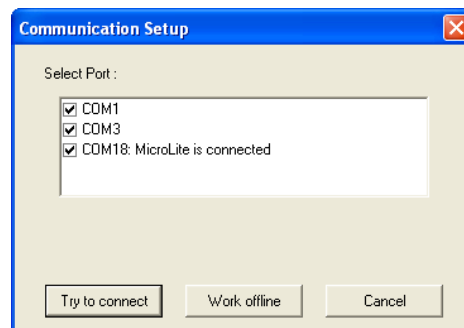 Communication Setup
Select Port :
COM1
COM3
COM18: MicroLite is connected
Try to connect
Work offline
Cancel